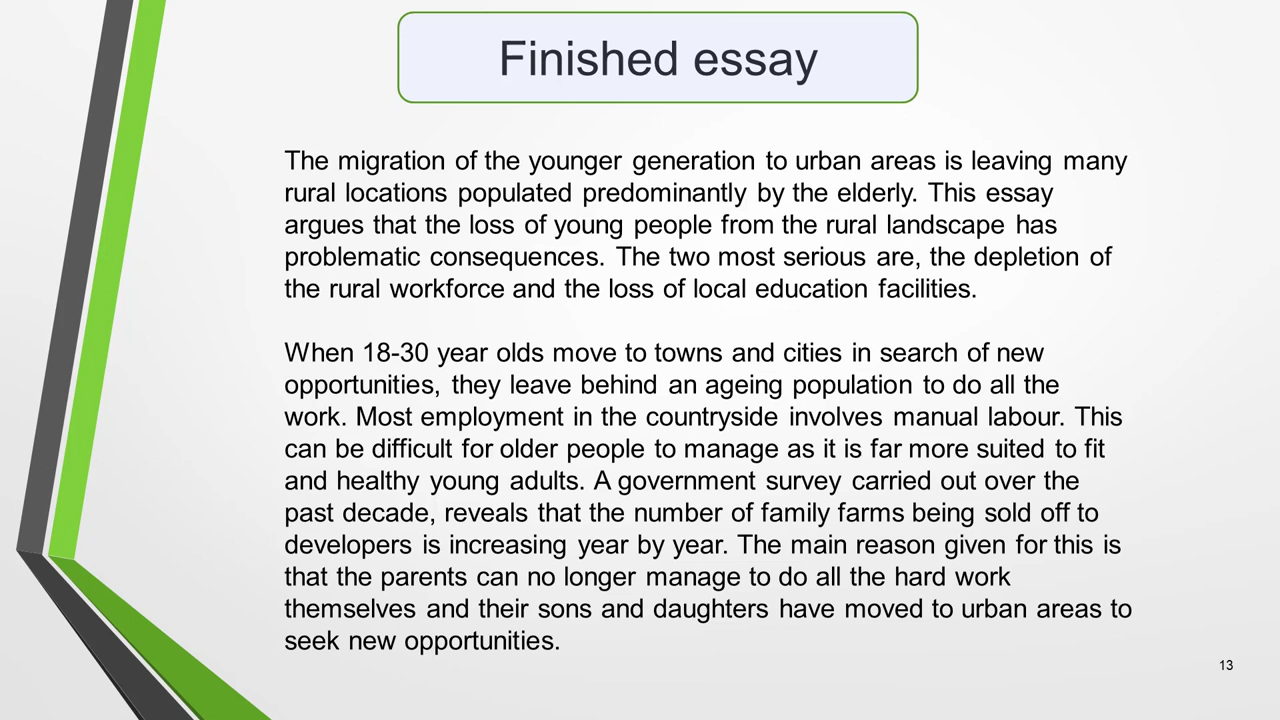 Finished essay
The migration of the younger generation to urban areas is leaving many
rural locations populated predominantly by the elderly. This essay
argues that the loss of young people from the rural landscape has
problematic consequences. The two most serious are, the depletion of
the rural workforce and the loss of local education facilities.
When 18-30 year olds move to towns and cities in search of new
opportunities, they leave behind an ageing population to do all the
work. Most employment in the countryside involves manual labour. This
can be difficult for older people to manage as it is far more suited to fit
and healthy young adults. A government survey carried out over the
past decade, reveals that the number of family farms being sold off to
developers is increasing year by year. The main reason given for this is
that the parents can no longer manage to do all the hard work
themselves and their sons and daughters have moved to urban areas to
seek new opportunities.
13